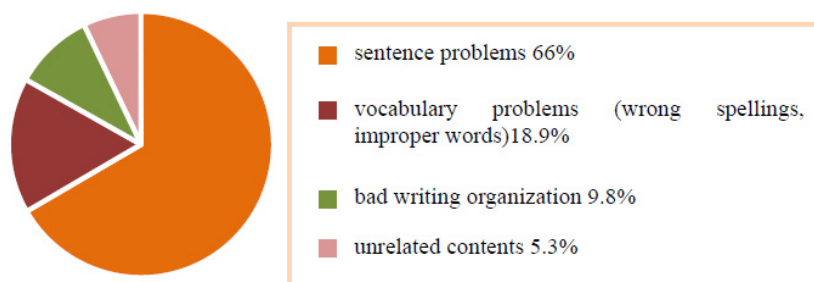 sentence problems 66%
vocabulary problems (wrong spellings,
improper words)18.9%
bad writing organization 9.8%
unrelated contents 5.3%